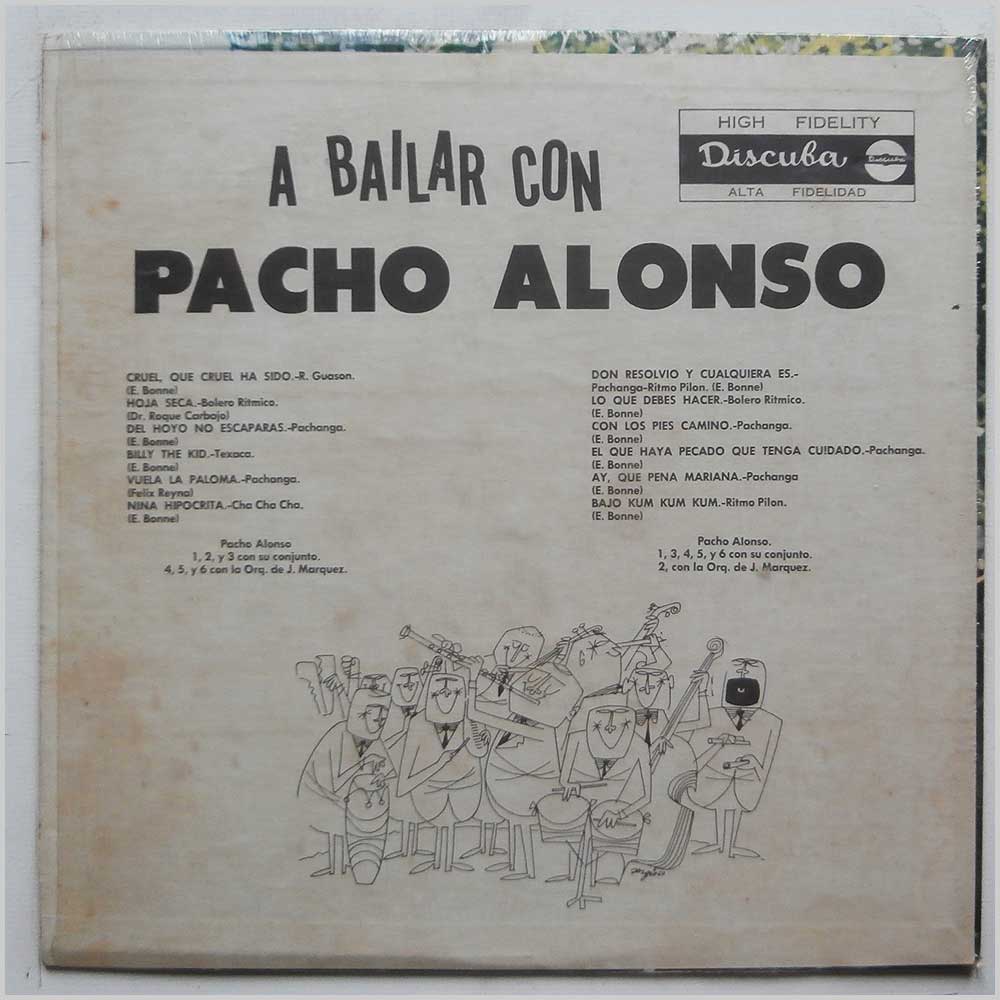 HIGH FIDELITY
Discuba
Discuba
ALTA FIDELIDAD
A BAILAR CON
PACHO ALONSO
CRUEL, QUE CRUEL HA SIDO.-R. Guason.
(E. Bonne)
HOJA SECA.-Bolero Ritmico.
(Dr. Roque Carbajo)
DEL HOYO NO ESCAPARAS.-Pachanga.
(E. Bonne)
BILLY THE KID.-Texaca.
(E. Bonne)
VUELA LA PALOMA.-Pachanga.
(Felix Reyna)
NINA HIPOCRITA.-Cha Cha Cha.
(E. Bonne)
Pacho Alonso
1, 2, y 3 con su conjunto.
4, 5, y 6 con la Orq. de J. Marquez.
DON RESOLVIO Y CUALQUIERA ES.-
Pachanga-Ritmo Pilon. (E. Bonne)
LO QUE DEBES HACER.-Bolero Ritmico.
(E. Bonne)
CON LOS PIES CAMINO.-Pachanga.
(E. Bonne)
EL QUE HAYA PECADO QUE TENGA CUIDADO.-Pachanga.
(E. Bonne)
AY, QUE PENA MARIANA.-Pachanga
(E. Bonne)
BAJO KUM KUM KUM.-Ritmo Pilon.
(E. Bonne)
Pacho Alonso.
1, 3, 4, 5, y 6 con su conjunto.
2, con la Orq. de J. Marquez.